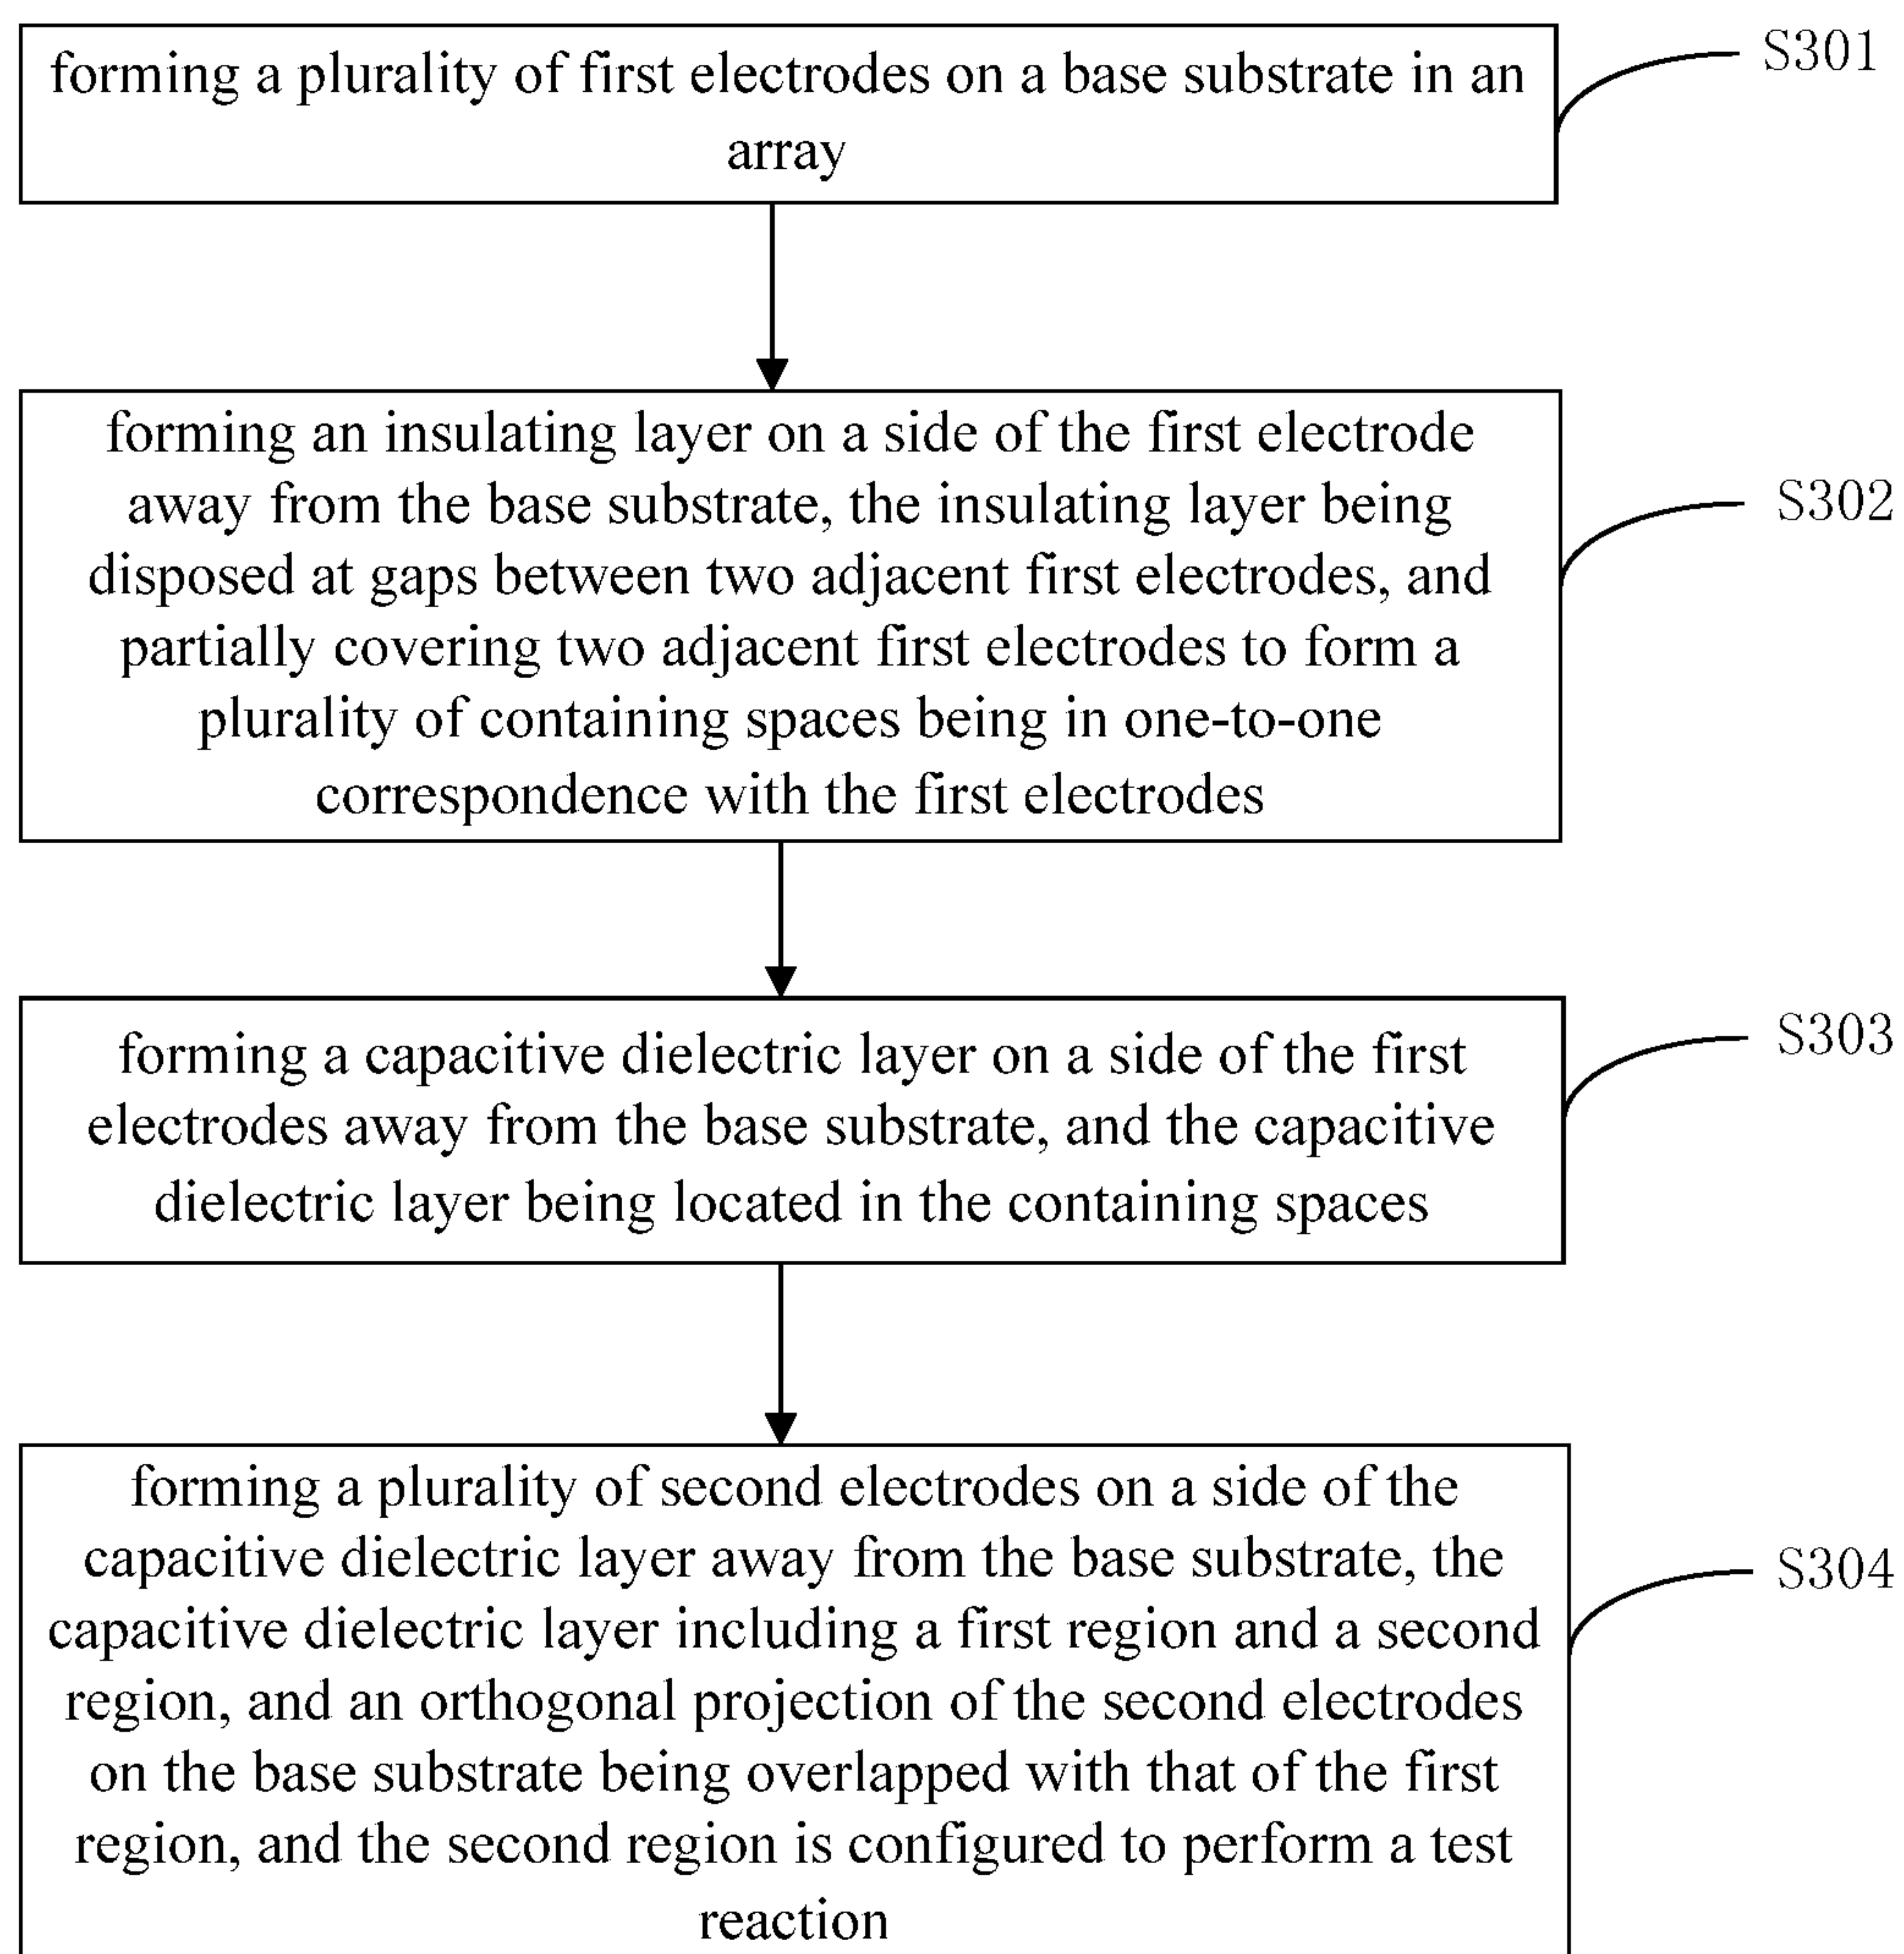 forming a plurality of first electrodes on a base substrate in an
array
S301
forming an insulating layer on a side of the first electrode
away from the base substrate, the insulating layer being
disposed at gaps between two adjacent first electrodes, and
partially covering two adjacent first electrodes to form a
plurality of containing spaces being in one-to-one
correspondence with the first electrodes
S302
forming a capacitive dielectric layer on a side of the first
electrodes away from the base substrate, and the capacitive
dielectric layer being located in the containing spaces
S303
forming a plurality of second electrodes on a side of the
capacitive dielectric layer away from the base substrate, the
capacitive dielectric layer including a first region and a second
region, and an orthogonal projection of the second electrodes
on the base substrate being overlapped with that of the first
region, and the second region is configured to perform a test
reaction
S304